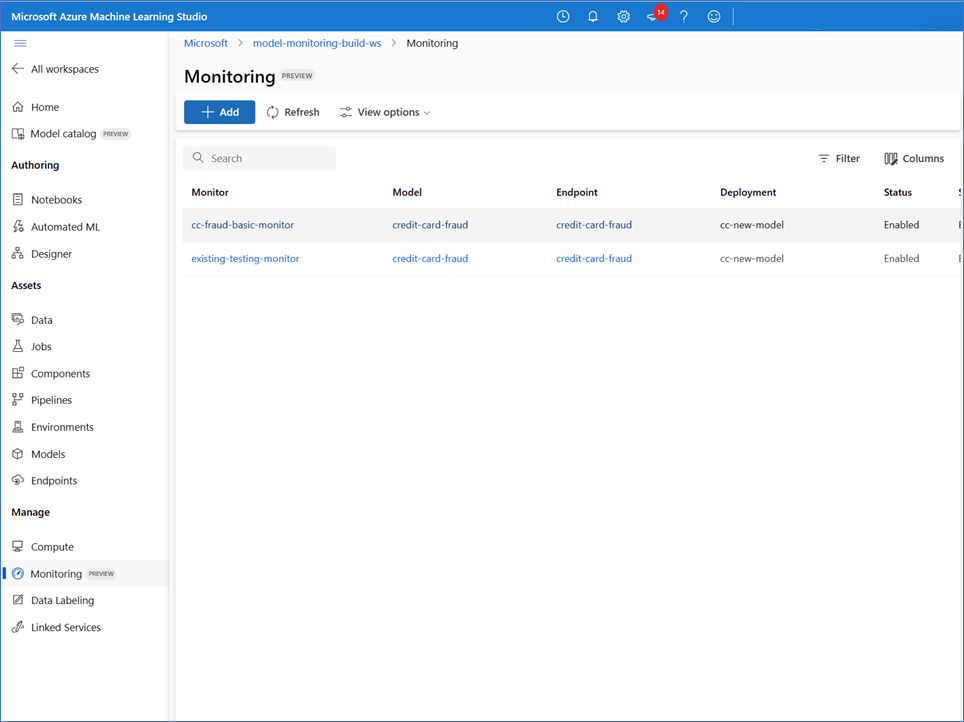 Microsoft Azure Machine Learning Studio
14
Microsoft > model-monitoring-build-ws > Monitoring
All workspaces
Monitoring PREVIEW
Home
Add Refresh View options
Model catalog PREVIEW
Authoring
Search Filter Columns
Notebooks
Automated ML
Designer
Monitor Model Endpoint Deployment Status
cc-fraud-basic-monitor credit-card-fraud credit-card-fraud cc-new-model Enabled
existing-testing-monitor credit-card-fraud credit-card-fraud cc-new-model Enabled
Assets
Data
Jobs
Components
Pipelines
Environments
Models
Endpoints
Manage
Compute
Monitoring PREVIEW
Data Labeling
Linked Services